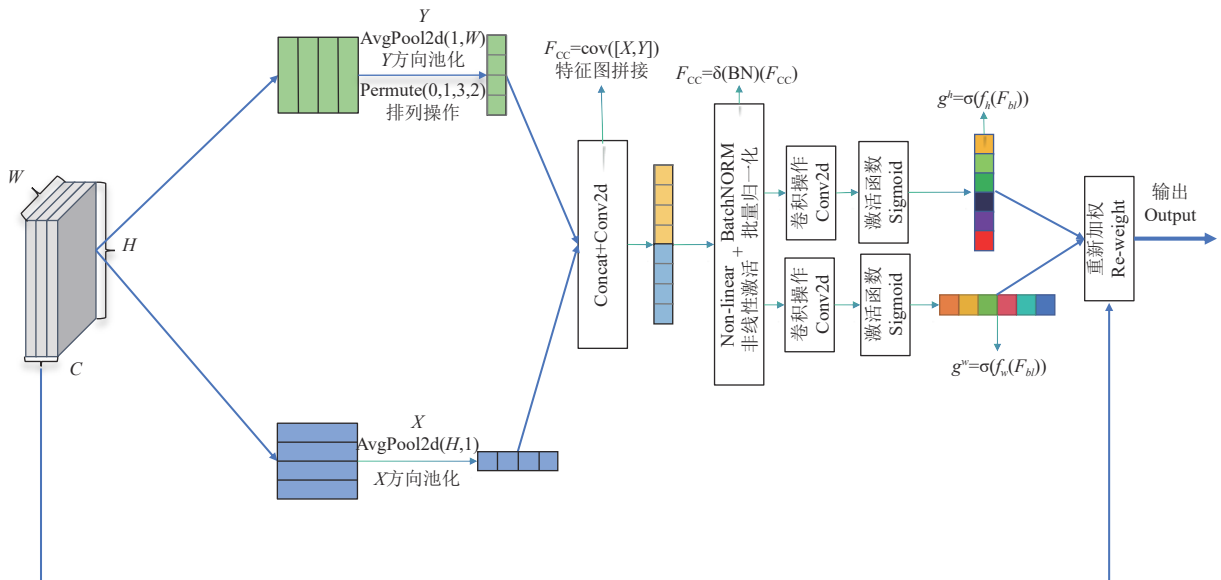 W
H
C
Y
AvgPool2d(1,W)
Y方向池化
Permute(0,1,3,2)
排列操作
X
AvgPool2d(H,1)
X方向池化
F_CC=cov([X,Y])
特征图拼接
Concat+Conv2d
F_CC=δ(BN)(F_CC)
Non-linear + BatchNORM
非线性激活 批量归一化
卷积操作
Conv2d
激活函数
Sigmoid
g^h=σ(f_h(F_bl))
卷积操作
Conv2d
激活函数
Sigmoid
g^w=σ(f_w(F_bl))
重新加权
Re-weight
输出
Output